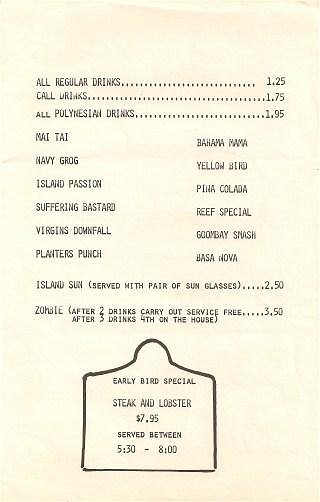 ALL REGULAR DRINKS............................ 1.25
CALL DRINKS.....................................1.75
ALL POLYNESIAN DRINKS...........................1.95
MAI TAI
BAHAMA MAMA
NAVY GROG
YELLOW BIRD
ISLAND PASSION
PINA COLADA
SUFFERING BASTARD
REEF SPECIAL
VIRGINS DOWNFALL
GOOMBAY SMASH
PLANTERS PUNCH
BASA NOVA
ISLAND SUN (SERVED WITH PAIR OF SUN GLASSES).....2.50
ZOMBIE (AFTER 2 DRINKS CARRY OUT SERVICE FREE.....3.50
AFTER 3 DRINKS 4TH ON THE HOUSE)
EARLY BIRD SPECIAL
STEAK AND LOBSTER
$7.95
SERVED BETWEEN
5:30 - 8:00